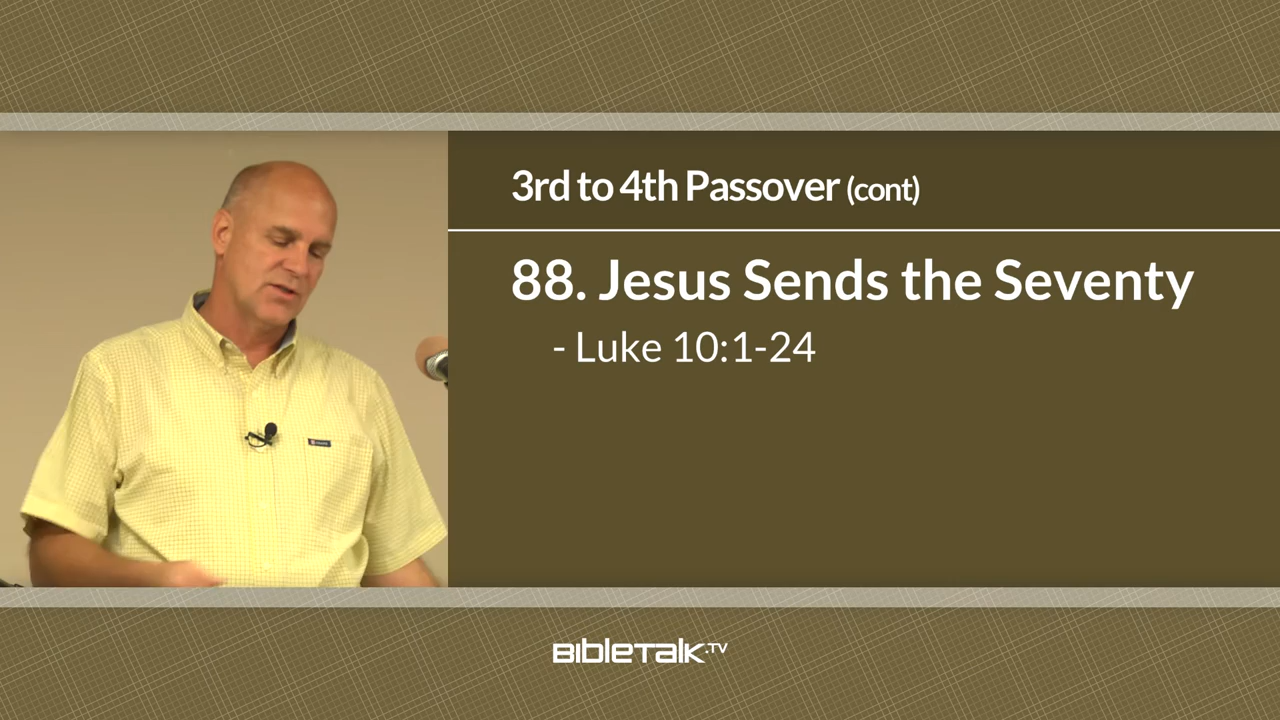 3rd to 4th Passover (cont)
88. Jesus Sends the Seventy
- Luke 10:1-24
BibleTalk.TV